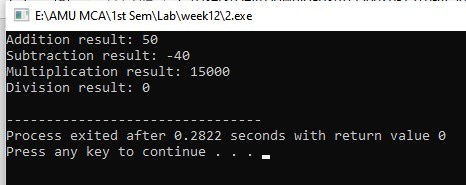 E:\AMU MCA\1st Sem\Lab\week12\2.exe
Addition result: 50
Subtraction result: -40
Multiplication result: 15000
Division result: 0
--------------------------------
Process exited after 0.2822 seconds with return value 0
Press any key to continue . . .